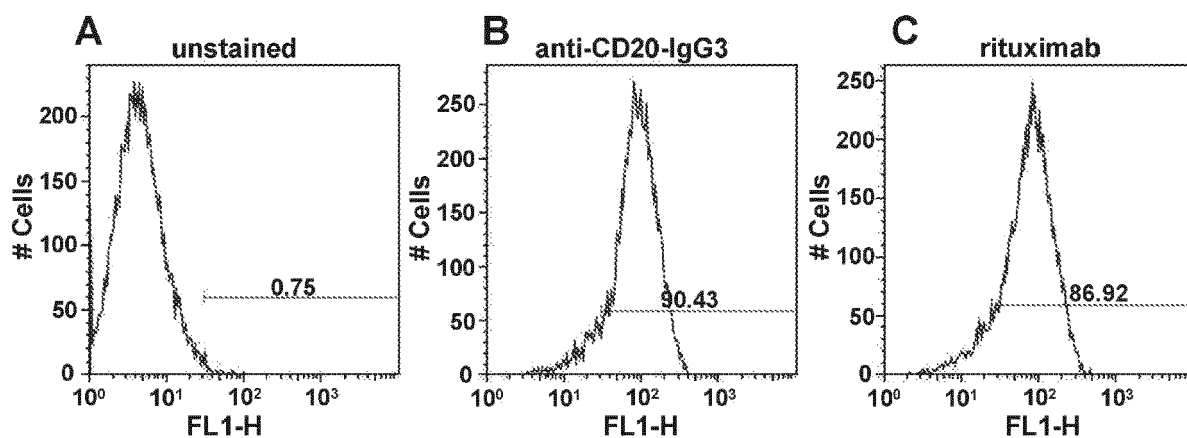 A
unstained
# Cells
200
150
100
50
0
0.75
10⁰ 10¹ 10² 10³
FL1-H
B
anti-CD20-IgG3
# Cells
250
200
150
100
50
0
90.43
10⁰ 10¹ 10² 10³
FL1-H
C
rituximab
# Cells
250
200
150
100
50
0
86.92
10⁰ 10¹ 10² 10³
FL1-H